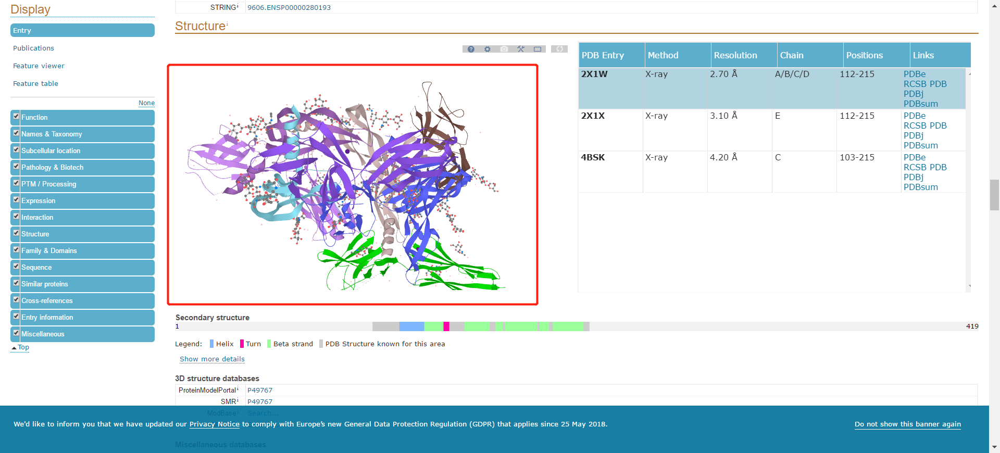 Display
Entry
Publications
Feature viewer
Feature table
None
Function
Names & Taxonomy
Subcellular location
Pathology & Biotech
PTM / Processing
Expression
Interaction
Structure
Family & Domains
Sequence
Similar proteins
Cross-references
Entry information
Miscellaneous
Top
STRINGi 9606.ENSP00000280193
Structurei
PDB Entry Method Resolution Chain Positions Links
2X1W X-ray 2.70 Å A/B/C/D 112-215 PDBe
RCSB PDB
PDBj
PDBsum
2X1X X-ray 3.10 Å E 112-215 PDBe
RCSB PDB
PDBj
PDBsum
4BSK X-ray 4.20 Å C 103-215 PDBe
RCSB PDB
PDBj
PDBsum
Secondary structure
1 419
Legend: Helix Turn Beta strand PDB Structure known for this area
Show more details
3D structure databases
ProteinModelPortali P49767
SMRi P49767
ModBasei Search...
We'd like to inform you that we have updated our Privacy Notice to comply with Europe's new General Data Protection Regulation (GDPR) that applies since 25 May 2018.
Do not show this banner again
Miscellaneous databases